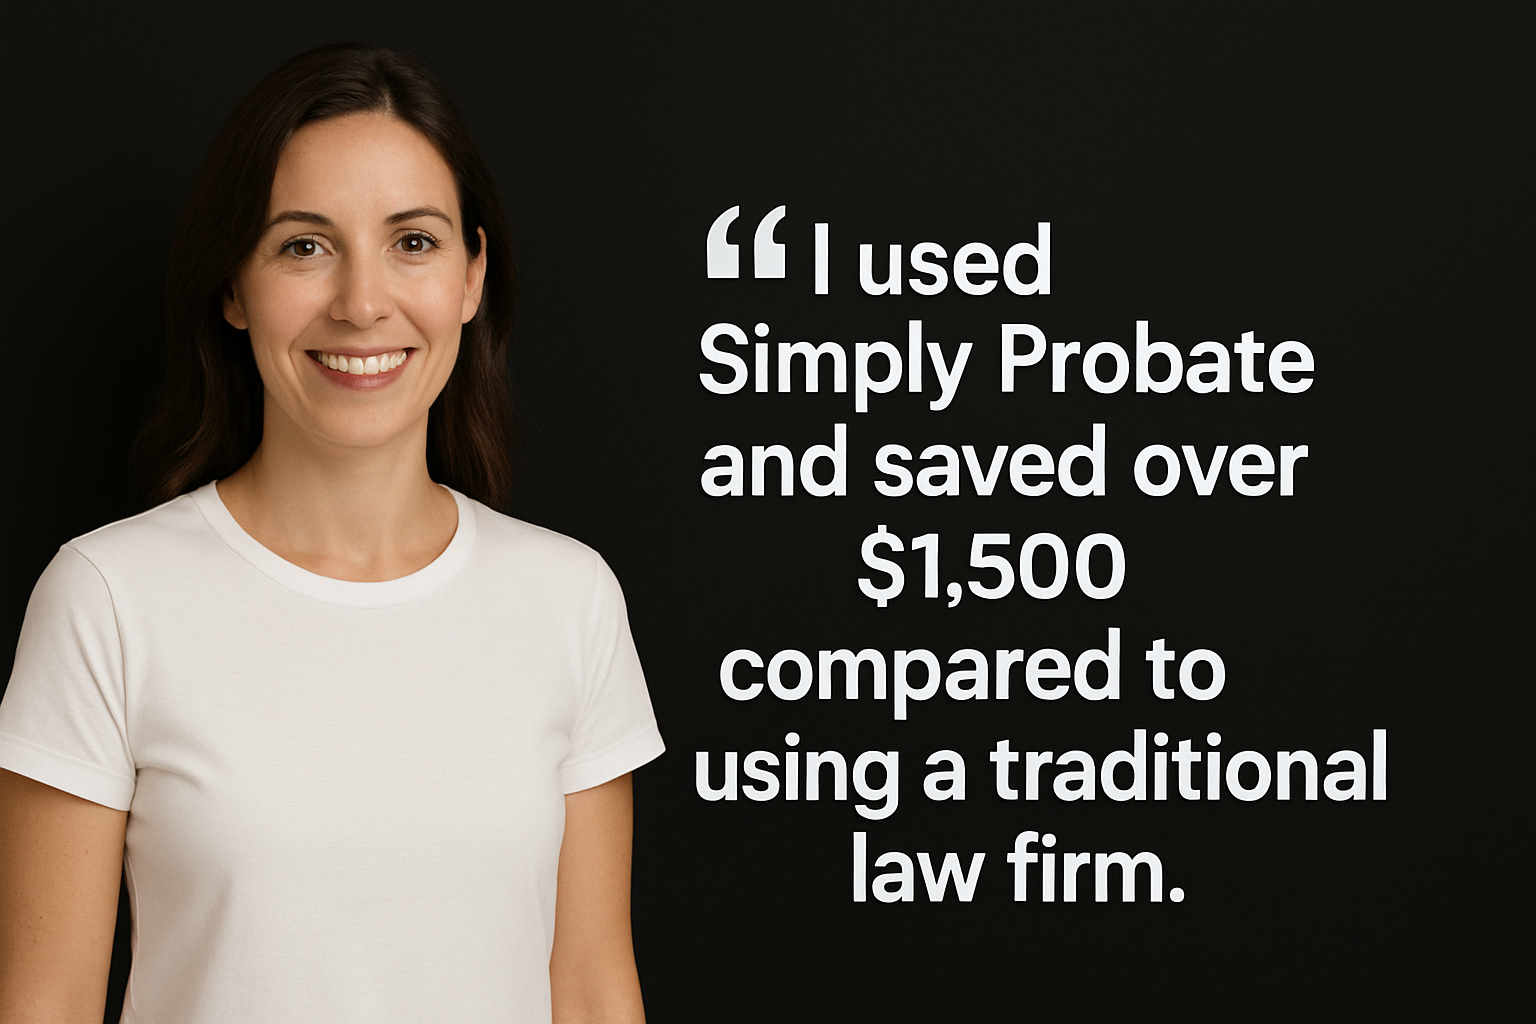 “I used
Simply Probate
and saved over
$1,500
compared to
using a traditional
law firm.